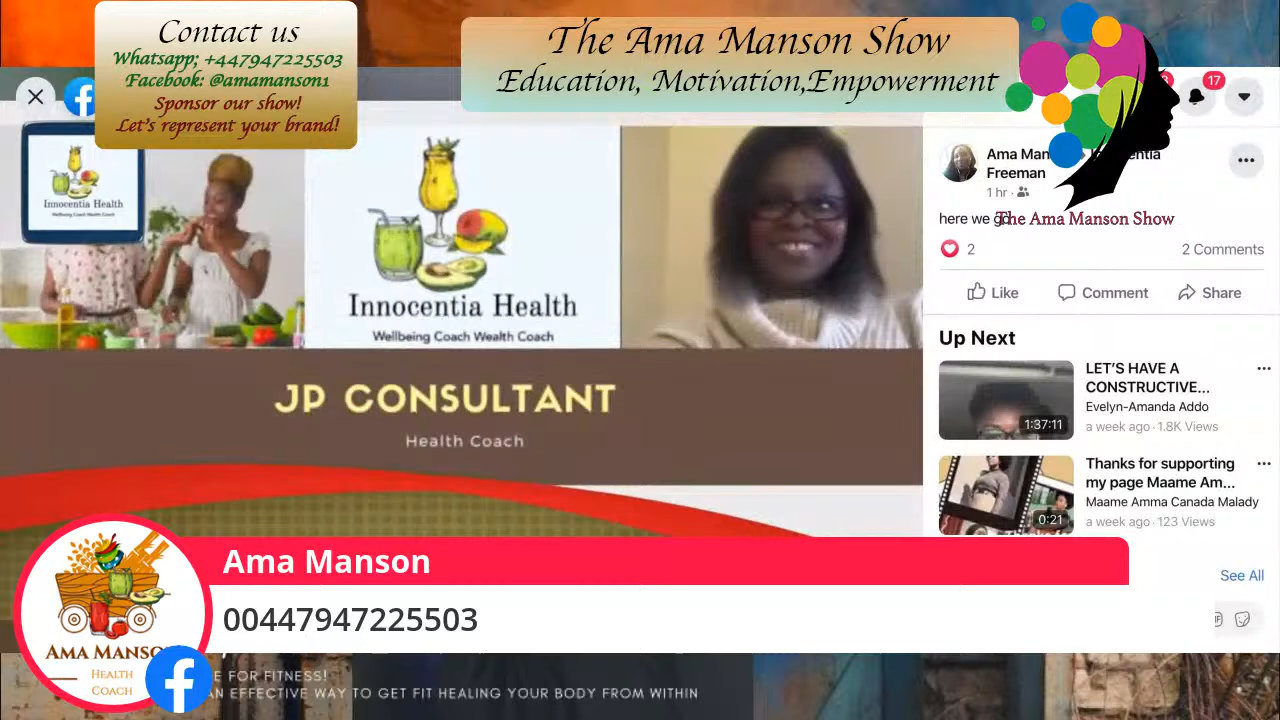 Contact us
Whatsapp; +447947225503
Facebook: @amamanson1
Sponsor our show!
Let's represent your brand!
The Ama Manson Show
Education, Motivation,Empowerment
17
Innocentia Health
Wellbeing Coach Wealth Coach
Innocentia Health
Wellbeing Coach Wealth Coach
JP CONSULTANT
Health Coach
Ama Man
Freeman
1 hr
here we go
The Ama Manson Show
2
2 Comments
Like
Comment
Share
Up Next
LET'S HAVE A
CONSTRUCTIVE...
Evelyn-Amanda Addo
a week ago · 1.8K Views
1:37:11
Thanks for supporting
my page Maame Am...
Maame Amma Canada Malady
a week ago · 123 Views
0:21
See All
Ama Manson
00447947225503
AMA MANSO
HEALTH
COACH
E FOR FITNESS!
AN EFFECTIVE WAY TO GET FIT HEALING YOUR BODY FROM WITHIN